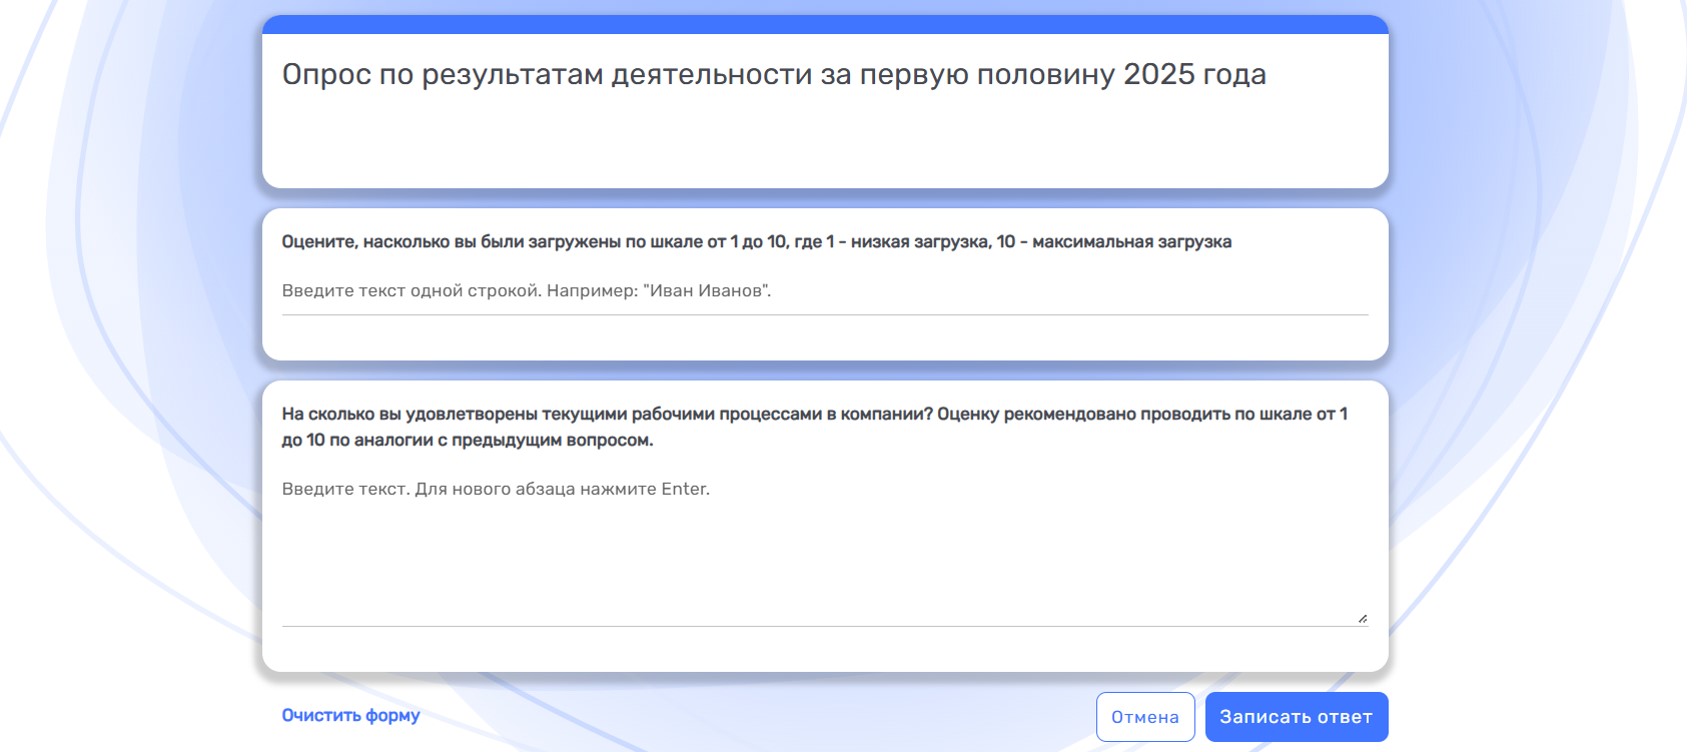 Опрос по результатам деятельности за первую половину 2025 года
Оцените, насколько вы были загружены по шкале от 1 до 10, где 1 - низкая загрузка, 10 - максимальная загрузка
Введите текст одной строкой. Например: "Иван Иванов".
На сколько вы удовлетворены текущими рабочими процессами в компании? Оценку рекомендовано проводить по шкале от 1
до 10 по аналогии с предыдущим вопросом.
Введите текст. Для нового абзаца нажмите Enter.
Очистить форму
Отмена
Записать ответ